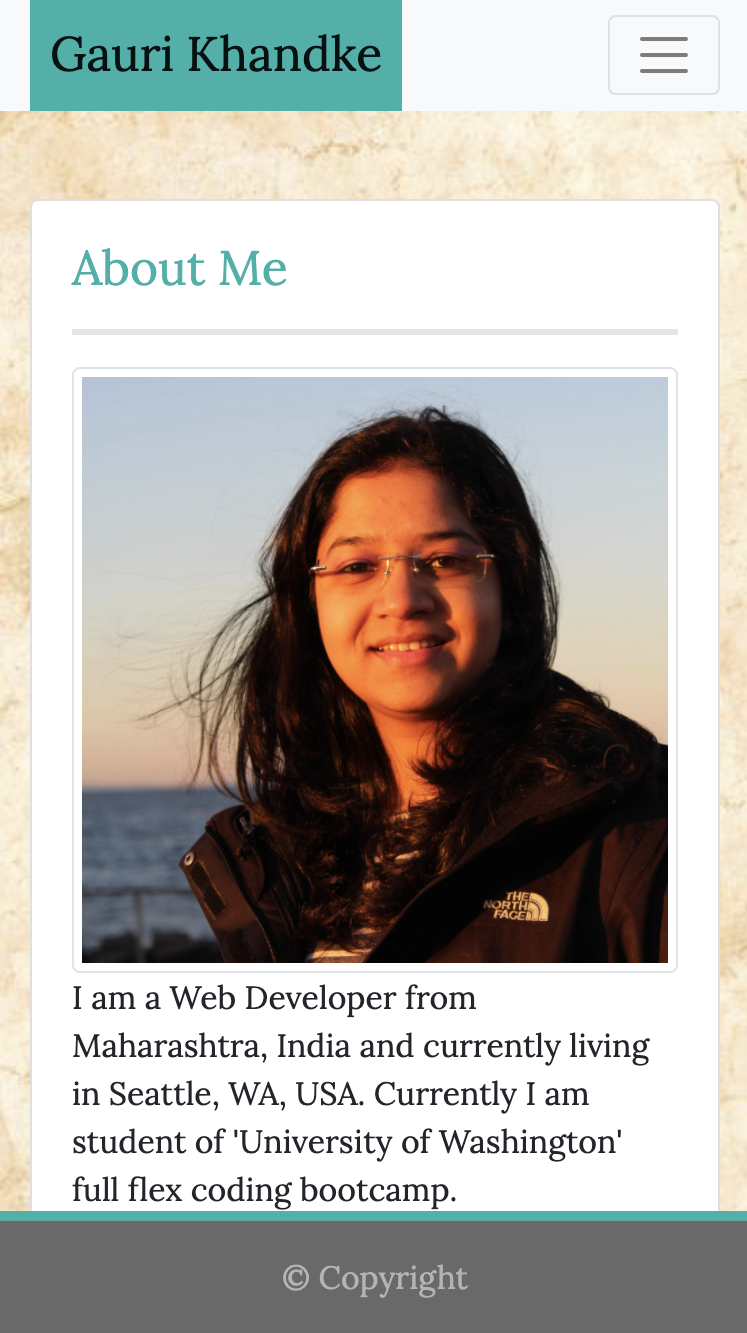 Gauri Khandke
About Me
THE
NORTH
FACE
I am a Web Developer from
Maharashtra, India and currently living
in Seattle, WA, USA. Currently I am
student of 'University of Washington'
full flex coding bootcamp.
© Copyright